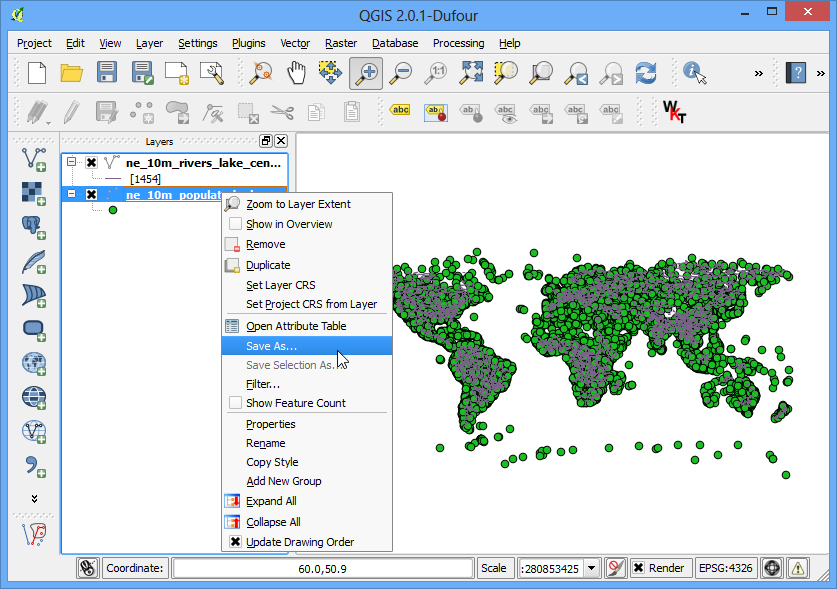 QGIS 2.0.1-Dufour
Project Edit View Layer Settings Plugins Vector Raster Database Processing Help
1:1
»
»
abc
ab
ab
abc
abc
abc
abc
WKT
Layers
ne_10m_rivers_lake_cen...
[1454]
ne_10m_populat
Zoom to Layer Extent
Show in Overview
Remove
Duplicate
Set Layer CRS
Set Project CRS from Layer
Open Attribute Table
Save As...
Save Selection As.
Filter...
Show Feature Count
Properties
Rename
Copy Style
Add New Group
Expand All
Collapse All
Update Drawing Order
Coordinate: 60.0,50.9 Scale :280853425 Render EPSG:4326